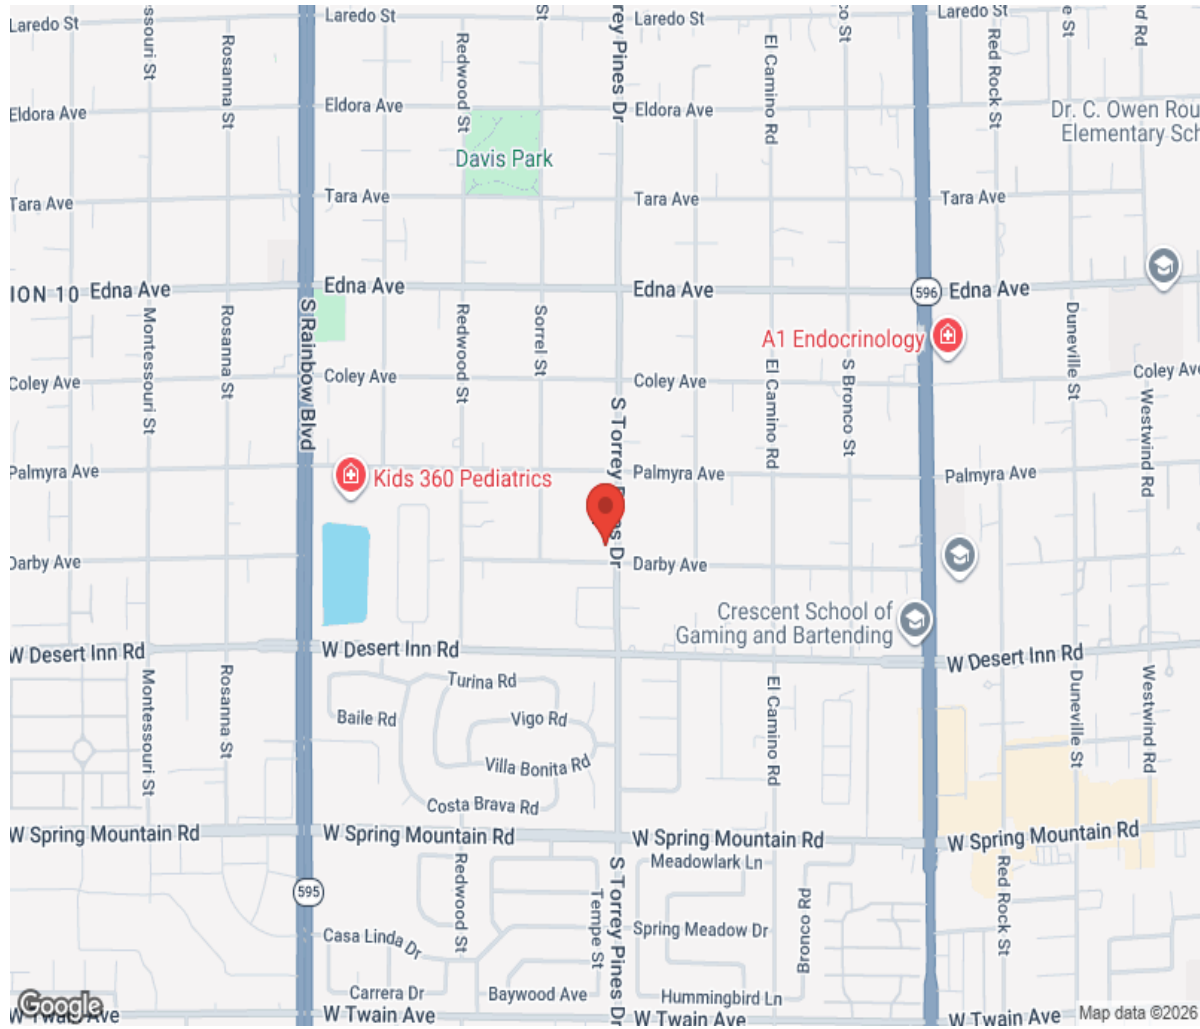 Laredo St
St
Torrey Pines Dr
Laredo St
Laredo St
Rosanna St
Redwood St
El Camino Rd
Red Rock St
Eldora Ave
Eldora Ave
Eldora Ave
Dr. C. Owen Rou
Elementary Sch
Davis Park
Tara Ave
Tara Ave
Tara Ave
Tara Ave
ION 10
Edna Ave
Edna Ave
Edna Ave
596
Edna Ave
S Rainbow Blvd
Montessouri St
Rosanna St
Redwood St
Sorrel St
A1 Endocrinology
El Camino Rd
S Bronco St
Duneville St
Westwind Rd
Coley Ave
Coley Ave
Coley Ave
Coley Ave
S Torrey Pines Dr
Palmyra Ave
Kids 360 Pediatrics
Palmyra Ave
Palmyra Ave
Darby Ave
Darby Ave
Crescent School of
Gaming and Bartending
W Desert Inn Rd
W Desert Inn Rd
W Desert Inn Rd
Montessouri St
Rosanna St
Turina Rd
Baile Rd
Vigo Rd
Villa Bonita Rd
Costa Brava Rd
El Camino Rd
Duneville St
Westwind Rd
W Spring Mountain Rd
W Spring Mountain Rd
W Spring Mountain Rd
W Spring Mountain Rd
Meadowlark Ln
595
Redwood St
Tempe St
S Torrey Pines Dr
Bronco Rd
Red Rock St
Casa Linda Dr
Spring Meadow Dr
Carrera Dr
Baywood Ave
Hummingbird Ln
Google
W Twain Ave
W Twain Ave
W Twain Ave
W Twain Ave
Map data ©2026